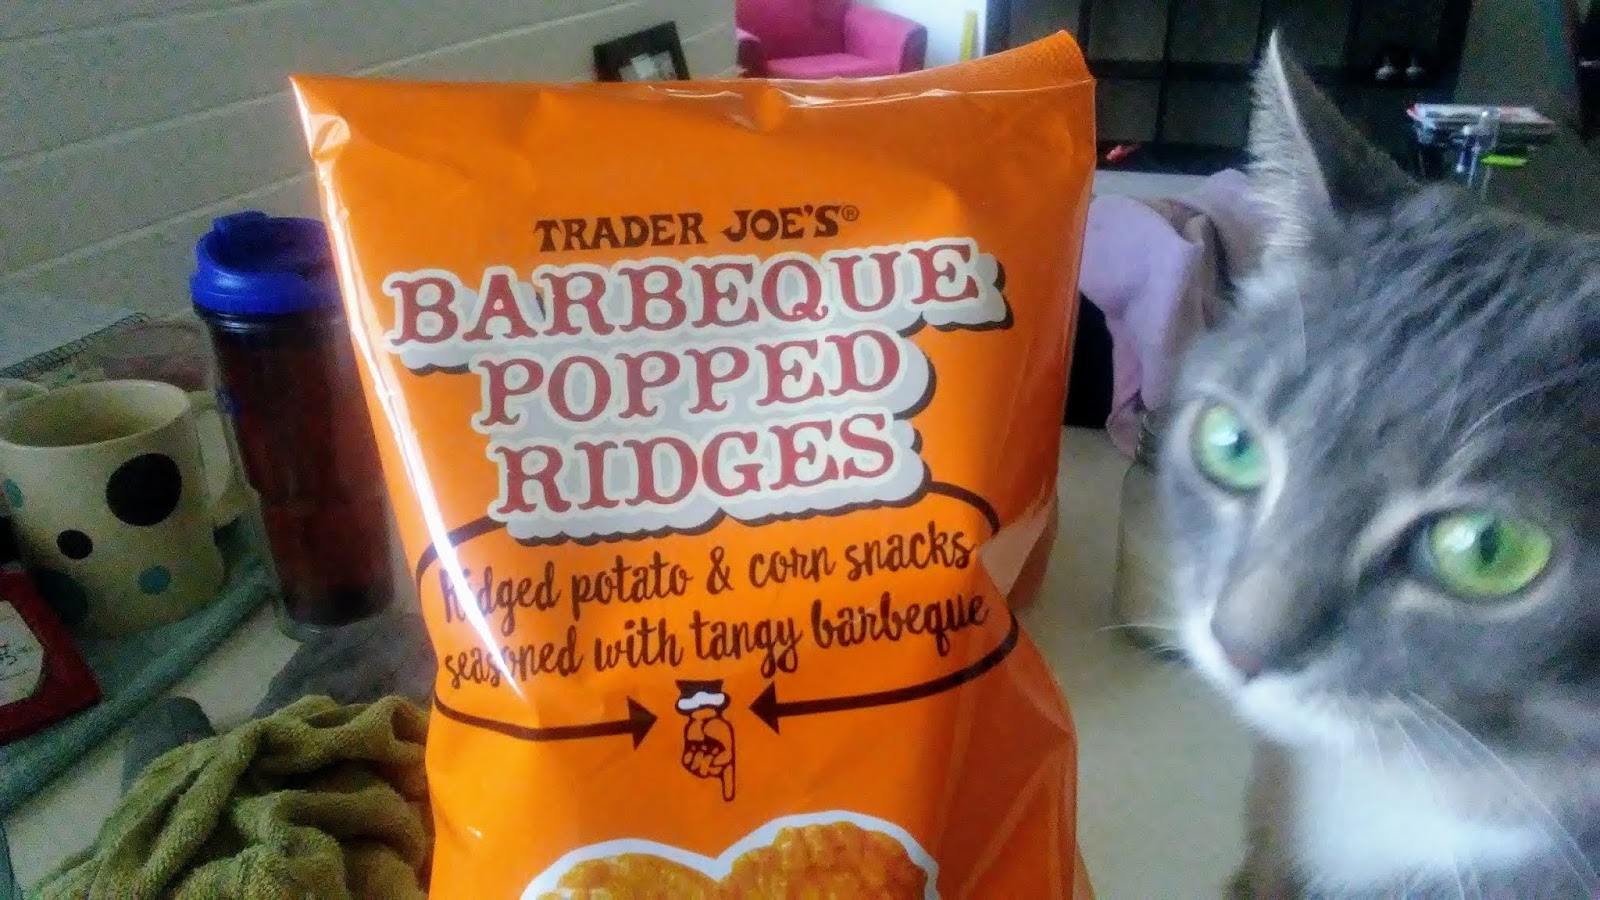 TRADER JOE'S®
BARBEQUE
POPPED
RIDGES
Ridged potato & corn snacks
seasoned with tangy barbeque